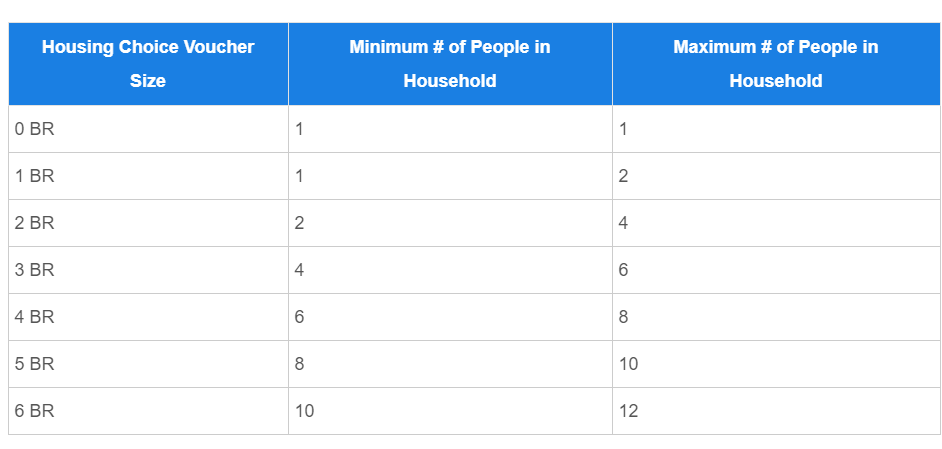 Housing Choice Voucher Size
Minimum # of People in Household
Maximum # of People in Household
0 BR 1 1
1 BR 1 2
2 BR 2 4
3 BR 4 6
4 BR 6 8
5 BR 8 10
6 BR 10 12